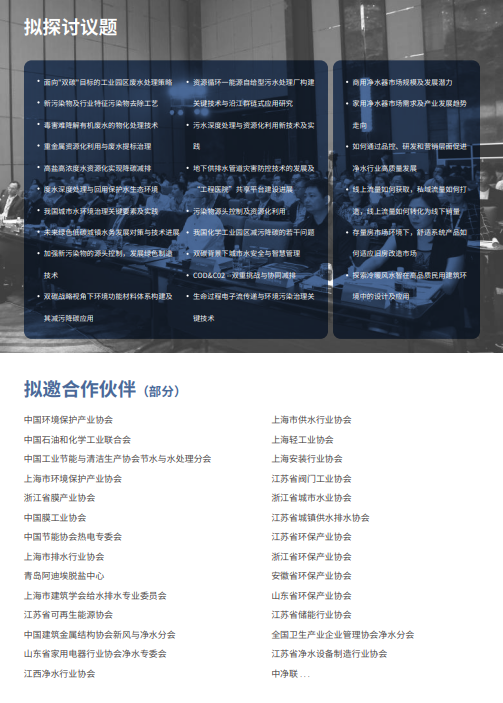 拟探讨议题
• 面向"双碳"目标的工业园区废水处理策略
• 新污染物及行业特征污染物去除工艺
• 毒害难降解有机废水的物化处理技术
• 重金属资源化利用与废水提标治理
• 高盐高浓废水资源化实现降碳减排
• 废水深度处理与回用保护水生态环境
• 我国城市水环境治理关键要素及实践
• 未来绿色低碳城镇水务发展对策与技术进展
• 加强新污染物的源头控制，发展绿色制造
技术
• 双碳战略视角下环境功能材料体系构建及
其减污降碳应用
• 资源循环一能源自给型污水处理厂构建
关键技术与沿江群链式应用研究
• 污水深度处理与资源化利用新技术及实
践
• 地下供排水管道灾害防控技术的发展及
“工程医院”共享平台建设进展
• 污染物源头控制及资源化利用
• 我国化学工业园区减污降碳的若干问题
• 双碳背景下城市水安全与智慧管理
• COD&CO2--双重挑战与协同减排
• 生命过程电子流传递与环境污染治理关
键技术
• 商用净水器市场规模及发展潜力
• 家用净水器市场需求及产业发展趋势
走向
• 如何通过品控、研发和营销层面促进
净水行业高质量发展
• 线上流量如何获取，私域流量如何打
造，线上流量如何转化为线下销量
• 存量房市场环境下，舒适系统产品如
何适应旧房改造市场
• 探索冷暖风水智在高品质民用建筑环
境中的设计及应用
拟邀合作伙伴（部分）
中国环境保护产业协会
中国石油和化学工业联合会
中国工业节能与清洁生产协会节水与水处理分会
上海市环境保护产业协会
浙江省膜产业协会
中国膜工业协会
中国节能协会热电专委会
上海市排水行业协会
青岛阿迪埃脱盐中心
上海市建筑学会给水排水专业委员会
江苏省可再生能源协会
中国建筑金属结构协会新风与净水分会
山东省家用电器行业协会净水专委会
江西净水行业协会
上海市供水行业协会
上海轻工业协会
上海安装行业协会
江苏省阀门工业协会
浙江省城市水业协会
江苏省城镇供水排水协会
江苏省环保产业协会
浙江省环保产业协会
安徽省环保产业协会
山东省环保产业协会
江苏省储能行业协会
全国卫生产业企业管理协会净水分会
江苏省净水设备制造行业协会
中净联 . . .